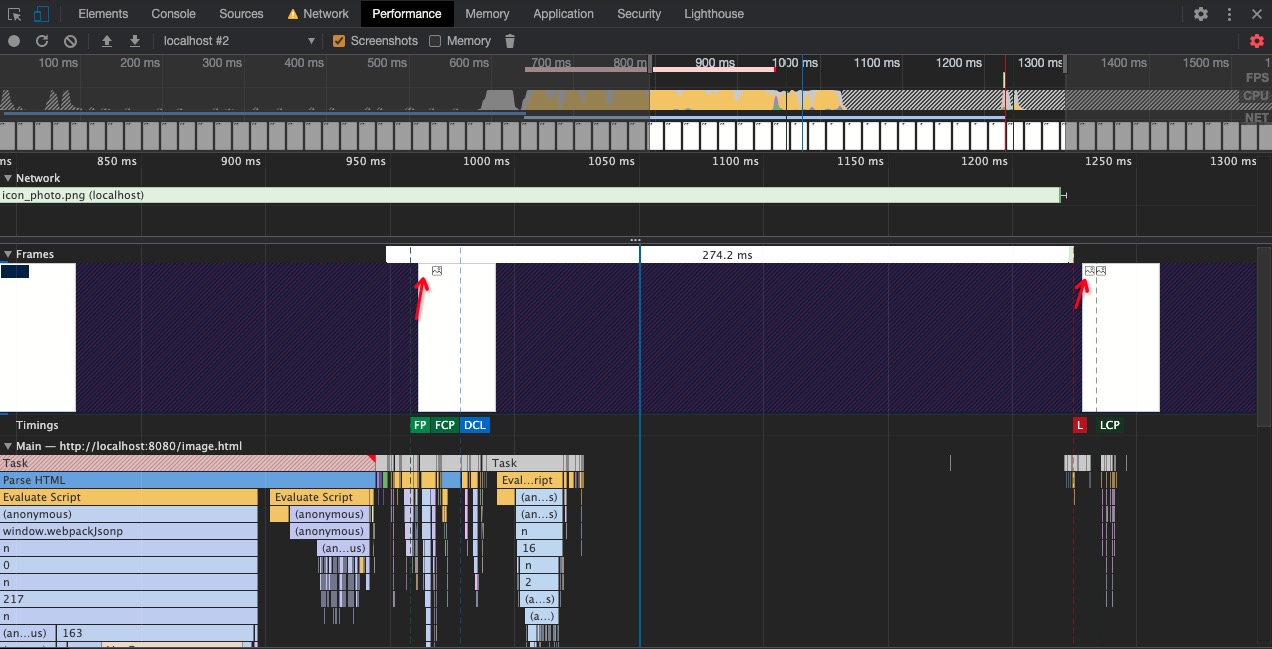 Elements Console Sources Network Performance Memory Application Security Lighthouse
localhost #2 Screenshots Memory
100 ms 200 ms 300 ms 400 ms 500 ms 600 ms 700 ms 800 m 900 ms 1000 ms 1100 ms 1200 ms 1300 ms 1400 ms 1500 ms 1
FPS
CPU
NET
ms 850 ms 900 ms 950 ms 1000 ms 1050 ms 1100 ms 1150 ms 1200 ms 1250 ms 1300 ms
Network
icon_photo.png (localhost)
Frames 274.2 ms
Timings FP FCP DCL L LCP
Main — http://localhost:8080/image.html
Task Task
Parse HTML Eval...ript
Evaluate Script Evaluate Script (an...s)
(anonymous) (anonymous) (an...s)
window.webpackJsonp (anonymous) n
n (an...us) 16
0 n
n 2
217 (a...s)
n (a...)
(an...us) 163